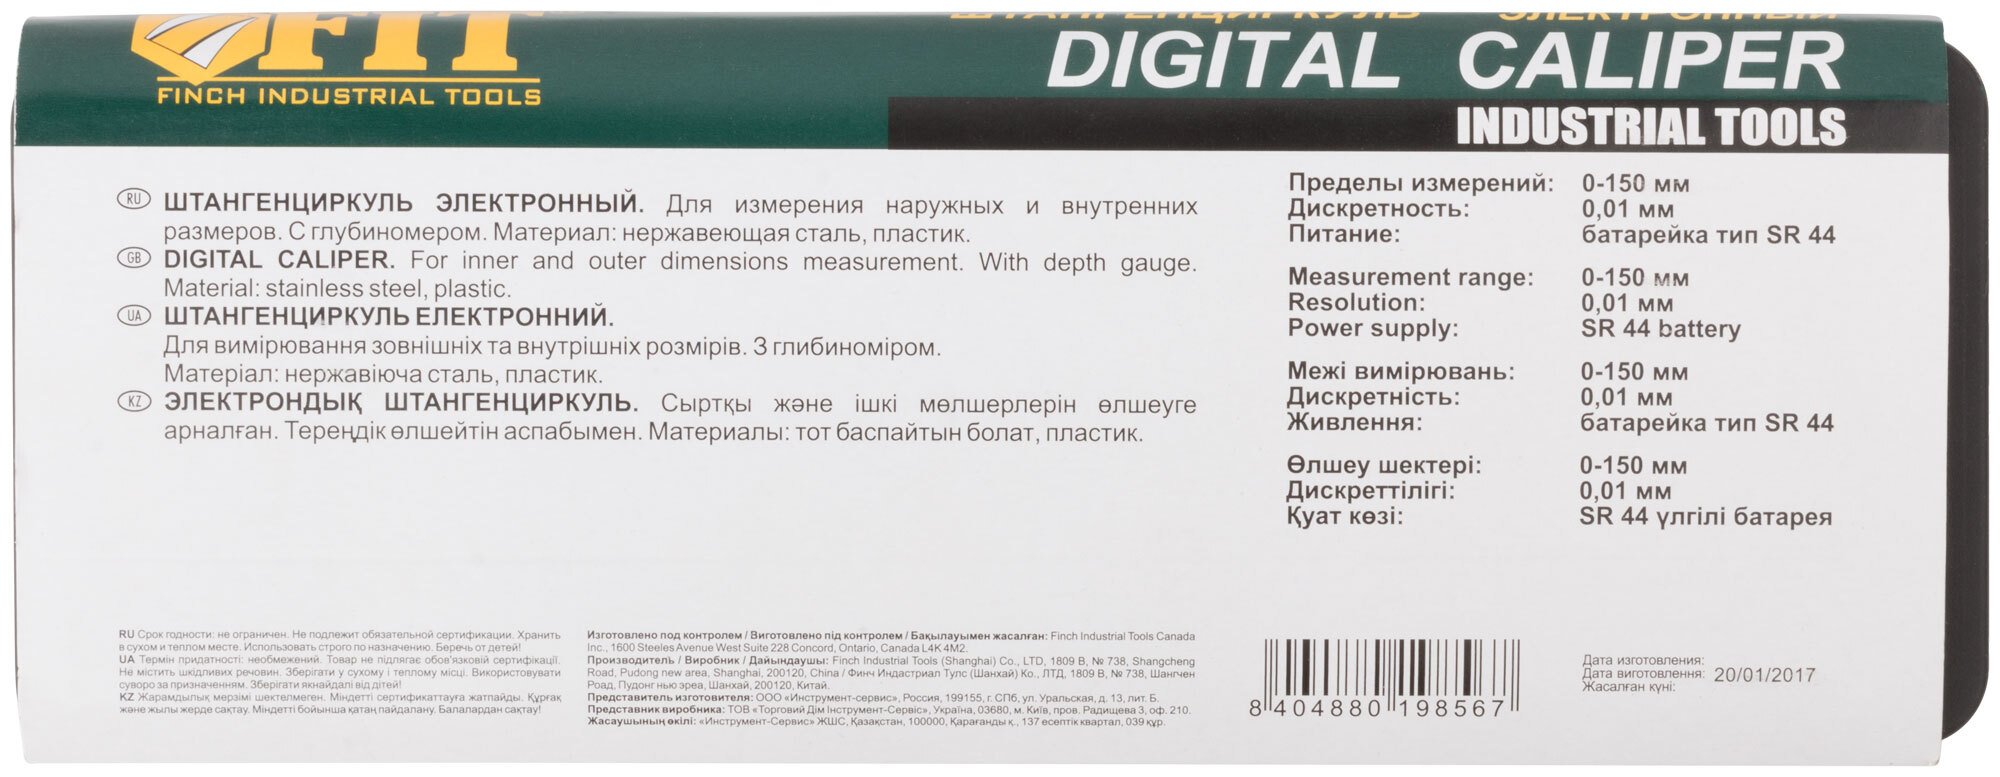 FIT
FINCH INDUSTRIAL TOOLS
ШТАНГЕНЦИРКУЛЬ ЭЛЕКТРОННЫЙ
DIGITAL CALIPER
INDUSTRIAL TOOLS
RU ШТАНГЕНЦИРКУЛЬ ЭЛЕКТРОННЫЙ. Для измерения наружных и внутренних
размеров. С глубиномером. Материал: нержавеющая сталь, пластик.
GB DIGITAL CALIPER. For inner and outer dimensions measurement. With depth gauge.
Material: stainless steel, plastic.
UA ШТАНГЕНЦИРКУЛЬ ЕЛЕКТРОННИЙ.
Для вимірювання зовнішніх та внутрішніх розмірів. З глибиноміром.
Матеріал: нержавіюча сталь, пластик.
KZ ЭЛЕКТРОНДЫҚ ШТАНГЕНЦИРКУЛЬ. Сыртқы және ішкі мөлшерлерін өлшеуге
арналған. Тереңдік өлшейтін аспабымен. Материалы: тот баспайтын болат, пластик.
Пределы измерений: 0-150 мм
Дискретность: 0,01 мм
Питание: батарейка тип SR 44
Measurement range: 0-150 мм
Resolution: 0,01 мм
Power supply: SR 44 battery
Межі вимірювань: 0-150 мм
Дискретність: 0,01 мм
Живлення: батарейка тип SR 44
Өлшеу шектері: 0-150 мм
Дискреттілігі: 0,01 мм
Қуат көзі: SR 44 үлгілі батарея
RU Срок годности: не ограничен. Не подлежит обязательной сертификации. Хранить
в сухом и теплом месте. Использовать строго по назначению. Беречь от детей!
UA Термін придатності: необмежений. Товар не підлягає обов'язковій сертифікації.
Не містить шкідливих речовин. Зберігати у сухому і теплому місці. Використовувати
суворо за призначенням. Зберігати якнайдалі від дітей!
KZ Жарамдылық мерзімі шектелмеген. Міндетті сертификаттауға жатпайды. Құрғақ
және жылы жерде сақтау. Міндеті бойынша қатаң пайдалану. Балалардан сақтау!
Изготовлено под контролем / Виготовлено під контролем / Бақылауымен жасалған: Finch Industrial Tools Canada
Inc., 1600 Steeles Avenue West Suite 228 Concord, Ontario, Canada L4K 4M2.
Производитель / Виробник / Дайындаушы: Finch Industrial Tools (Shanghai) Co., LTD, 1809 B, № 738, Shangcheng
Road, Pudong new area, Shanghai, 200120, China / Финч Индастриал Тулс (Шанхай) Ко., ЛТД, 1809 В, № 738, Шангчен
Роад, Пудонг нью эреа, Шанхай, 200120, Китай.
Представитель изготовителя: ООО «Инструмент-сервис», Россия, 199155, г. СПб, ул. Уральская, д. 13, лит. Б.
Представник виробника: ТОВ «Торговий Дім Інструмент-Сервіс», Україна, 03680, м. Київ, пров. Радищева 3, оф. 210.
Жасаушының өкілі: «Инструмент-Сервис» ЖШС, Қазақстан, 100000, Қарағанды қ., 137 есептік квартал, 039 құр.
8 404880 198567
Дата изготовления:
Дата виготовлення: 20/01/2017
Жасалған күні: